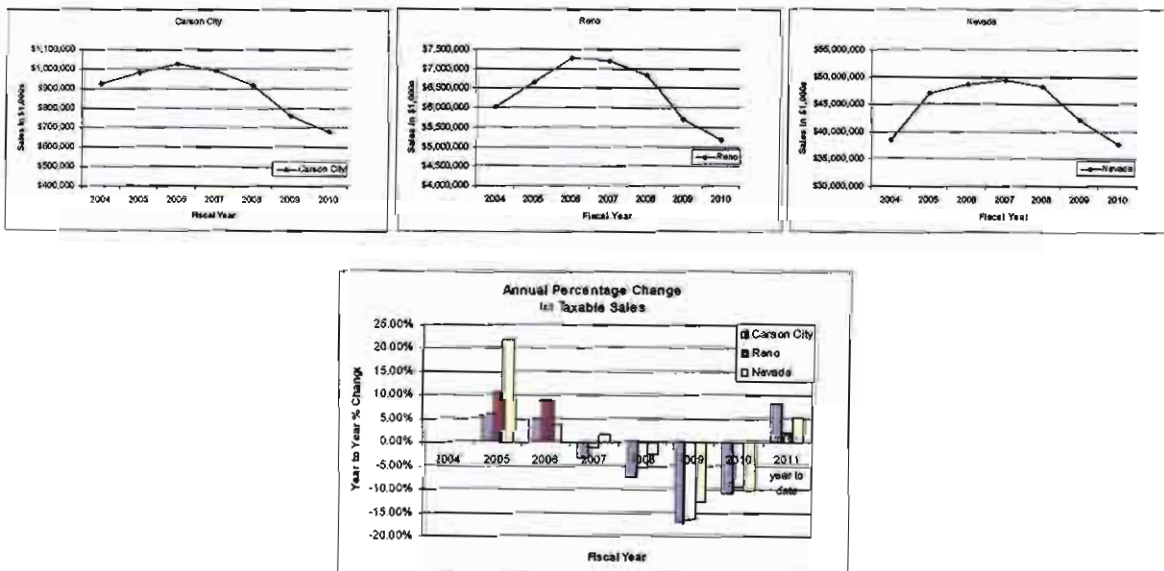 Carson City
$1,100,000
$1,000,000
$900,000
$800,000
$700,000
$600,000
$500,000
$400,000
Sales in $1,000s
2004 2005 2006 2007 2008 2009 2010
Fiscal Year
Carson City
Reno
$7,500,000
$7,000,000
$6,500,000
$6,000,000
$5,500,000
$5,000,000
$4,500,000
$4,000,000
Sales in $1,000s
2004 2005 2006 2007 2008 2009 2010
Fiscal Year
Reno
Nevada
$55,000,000
$50,000,000
$45,000,000
$40,000,000
$35,000,000
$30,000,000
Sales in $1,000s
2004 2005 2006 2007 2008 2009 2010
Fiscal Year
Nevada
Annual Percentage Change
in Taxable Sales
25.00%
20.00%
15.00%
10.00%
5.00%
0.00%
-5.00%
-10.00%
-15.00%
-20.00%
Year to Year % Change
Carson City
Reno
Nevada
2004 2005 2006 2007 2008 2009 2010 2011
year to
date
Fiscal Year